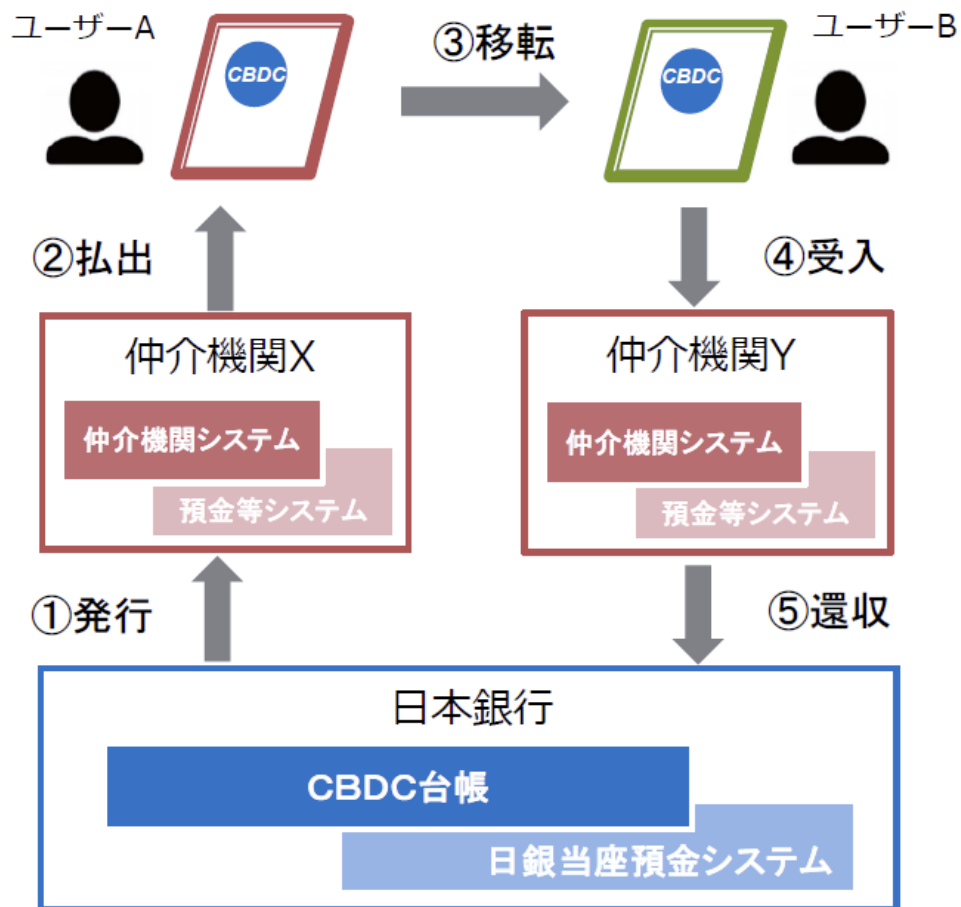 ユーザーA
CBDC
③移転
CBDC
ユーザーB
②払出
④受入
仲介機関X
仲介機関システム
預金等システム
仲介機関Y
仲介機関システム
預金等システム
①発行
⑤還収
日本銀行
CBDC台帳
日銀当座預金システム